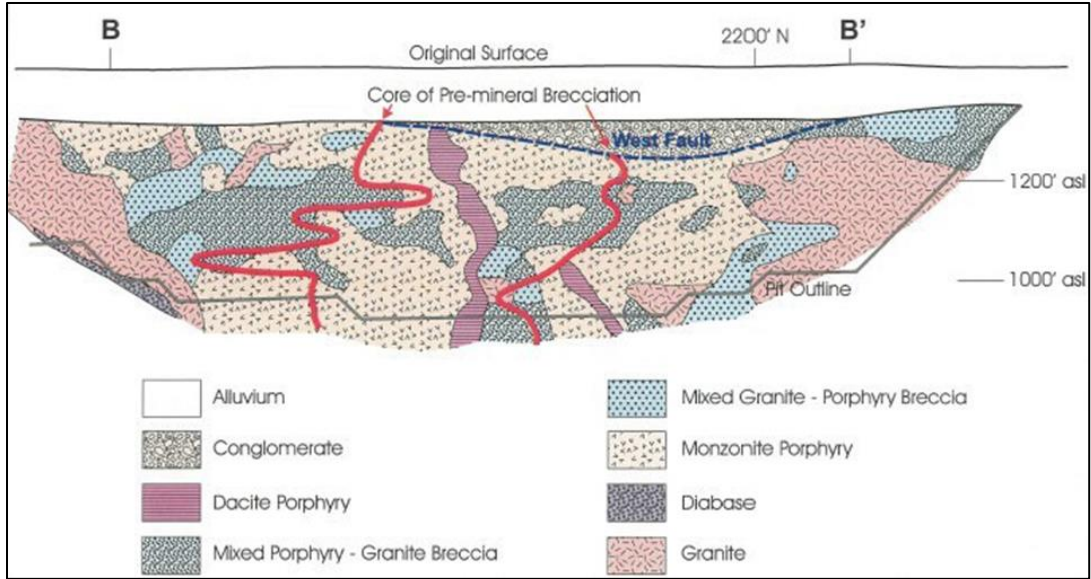 B
2200' N
B'
Original Surface
Core of Pre-mineral Brecciation
West Fault
1200' asl
1000' asl
Pit Outline
Alluvium
Conglomerate
Dacite Porphyry
Mixed Porphyry - Granite Breccia
Mixed Granite - Porphyry Breccia
Monzonite Porphyry
Diabase
Granite